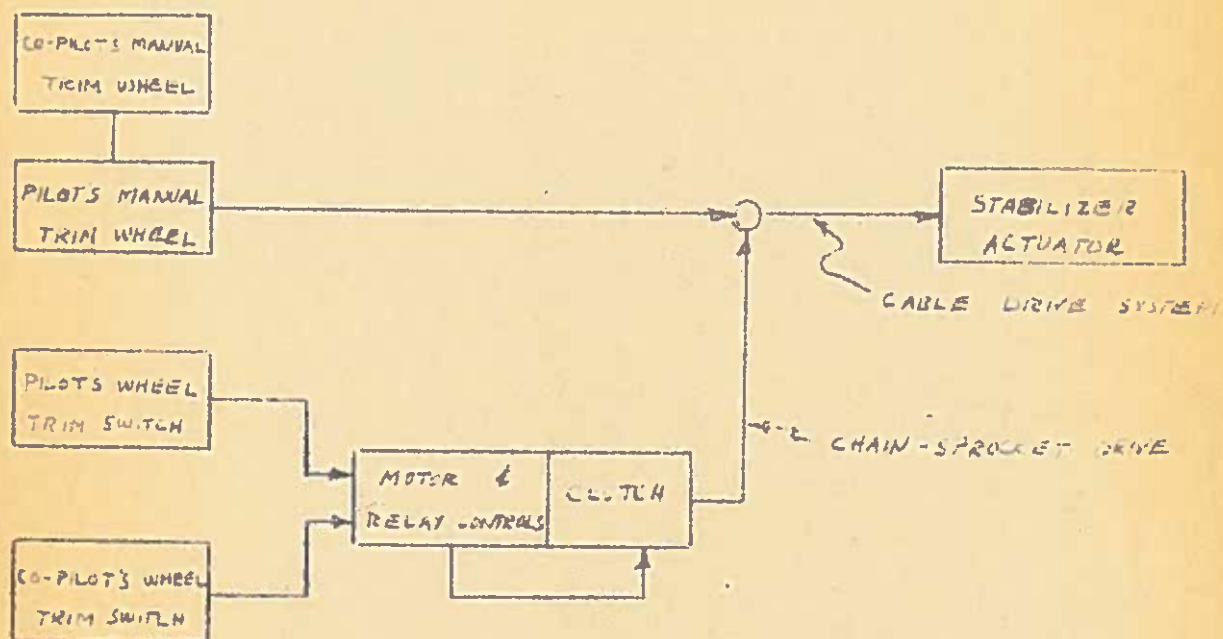 CO-PILOT'S MANUAL
TRIM WHEEL
PILOT'S MANUAL
TRIM WHEEL
STABILIZER
ACTUATOR
CABLE DRIVE SYSTEM
PILOT'S WHEEL
TRIM SWITCH
CHAIN-SPROCKET DRIVE
MOTOR &
RELAY CONTROLS
CLUTCH
CO-PILOT'S WHEEL
TRIM SWITCH